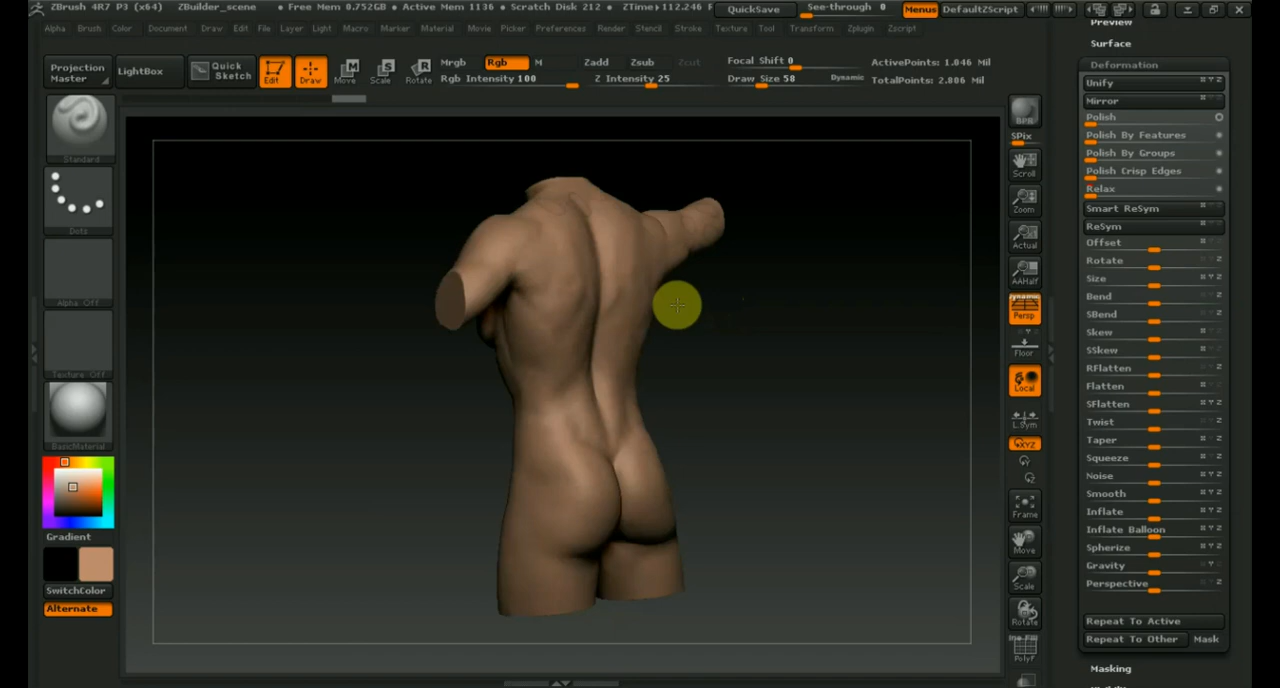 ZBrush 4R7 P3 (x64) ZBuilder_scene • Free Mem 0.752GB • Active Mem 1136 • Scratch Disk 212 • ZTime 112.246 QuickSave See-through 0 Menus DefaultZScript
Alpha Brush Color Document Draw Edit File Layer Light Macro Marker Material Movie Picker Preferences Render Stencil Stroke Texture Tool Transform Zplugin Zscript
Projection Master
LightBox
Quick Sketch
Edit
Draw
Move
Scale
Rotate
Mrgb Rgb M
Rgb Intensity 100
Zadd Zsub Zcut
Z Intensity 25
Focal Shift 0
Draw Size 58 Dynamic
ActivePoints: 1.046 Mil
TotalPoints: 2.886 Mil
Standard
Dots
Alpha Off
Texture Off
BasicMaterial
Gradient
SwitchColor
Alternate
BPR
SPix
Scroll
Zoom
Actual
AAHalf
Dynamic
Persp
Floor
Local
L.Sym
XYZ
Frame
Move
Scale
Rotate
Line Fill
PolyF
Preview
Surface
Deformation
Unify
Mirror
Polish
Polish By Features
Polish By Groups
Polish Crisp Edges
Relax
Smart ReSym
ReSym
Offset
Rotate
Size
Bend
SBend
Skew
SSkew
RFlatten
Flatten
SFlatten
Twist
Taper
Squeeze
Noise
Smooth
Inflate
Inflate Balloon
Spherize
Gravity
Perspective
Repeat To Active
Repeat To Other Mask
Masking